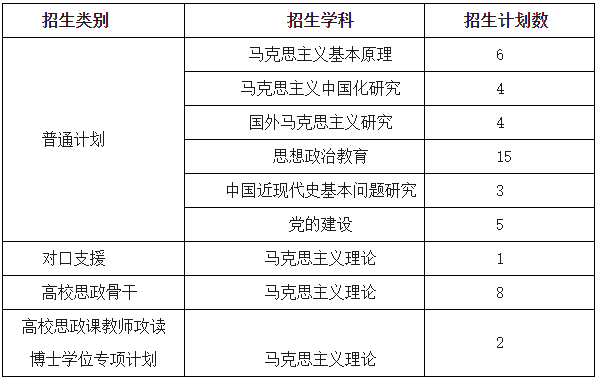 招生类别 招生学科 招生计划数
普通计划
马克思主义基本原理 6
马克思主义中国化研究 4
国外马克思主义研究 4
思想政治教育 15
中国近现代史基本问题研究 3
党的建设 5
对口支援 马克思主义理论 1
高校思政骨干 马克思主义理论 8
高校思政课教师攻读
博士学位专项计划 马克思主义理论 2